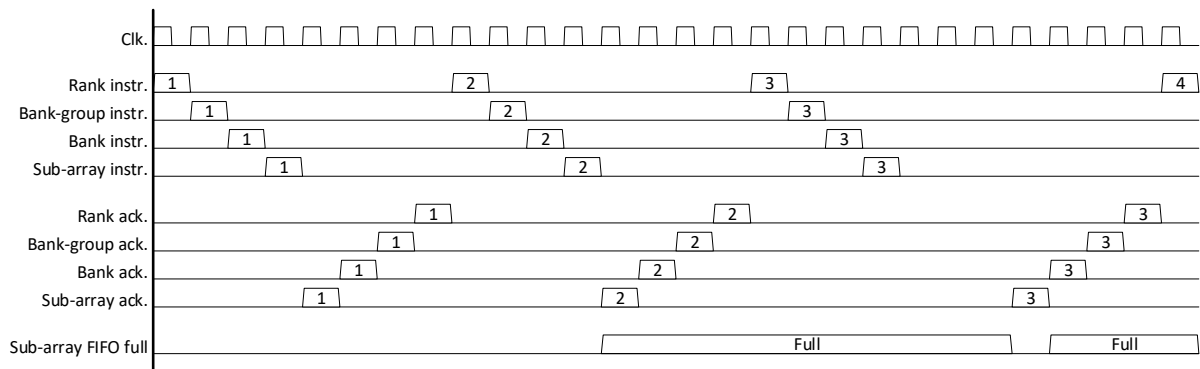 Clk.
Rank instr. 1 2 3 4
Bank-group instr. 1 2 3
Bank instr. 1 2 3
Sub-array instr. 1 2 3
Rank ack. 1 2 3
Bank-group ack. 1 2 3
Bank ack. 1 2 3
Sub-array ack. 1 2 3
Sub-array FIFO full Full Full